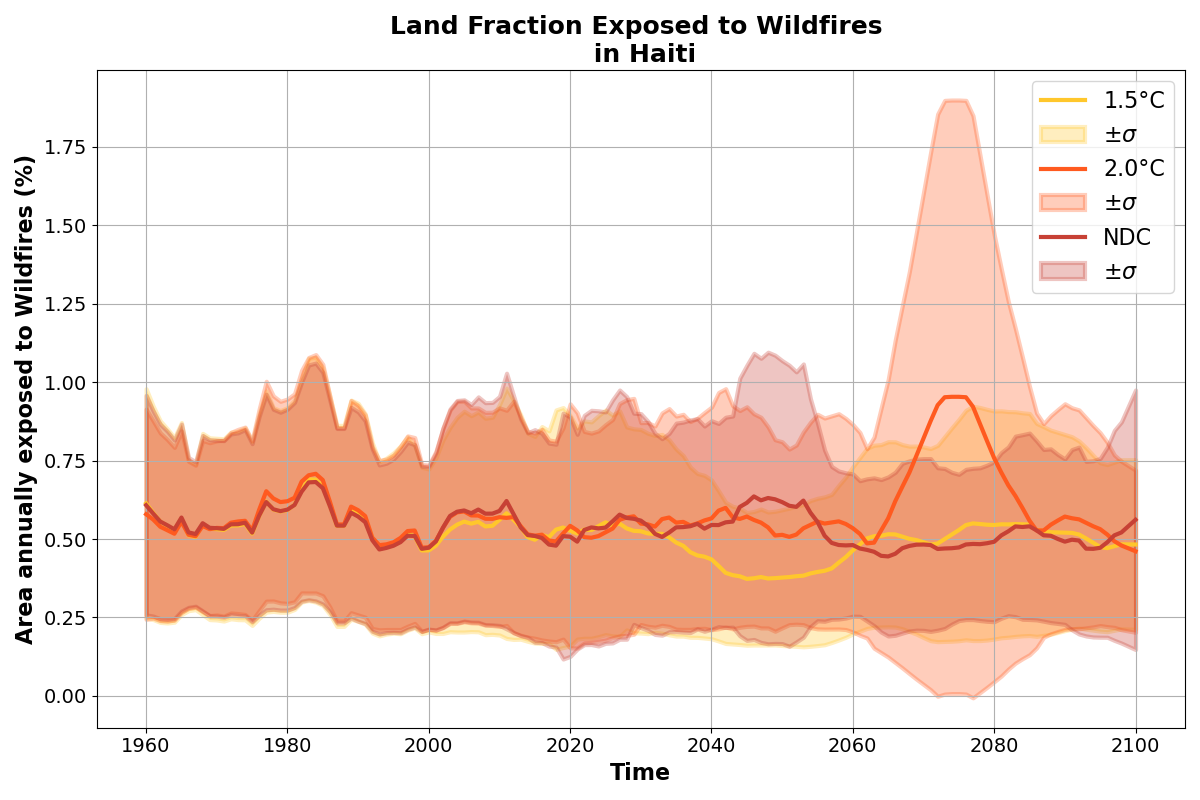 Land Fraction Exposed to Wildfires
in Haiti
Area annually exposed to Wildfires (%)
1.75
1.50
1.25
1.00
0.75
0.50
0.25
0.00
1960 1980 2000 2020 2040 2060 2080 2100
Time
1.5°C
±σ
2.0°C
±σ
NDC
±σ